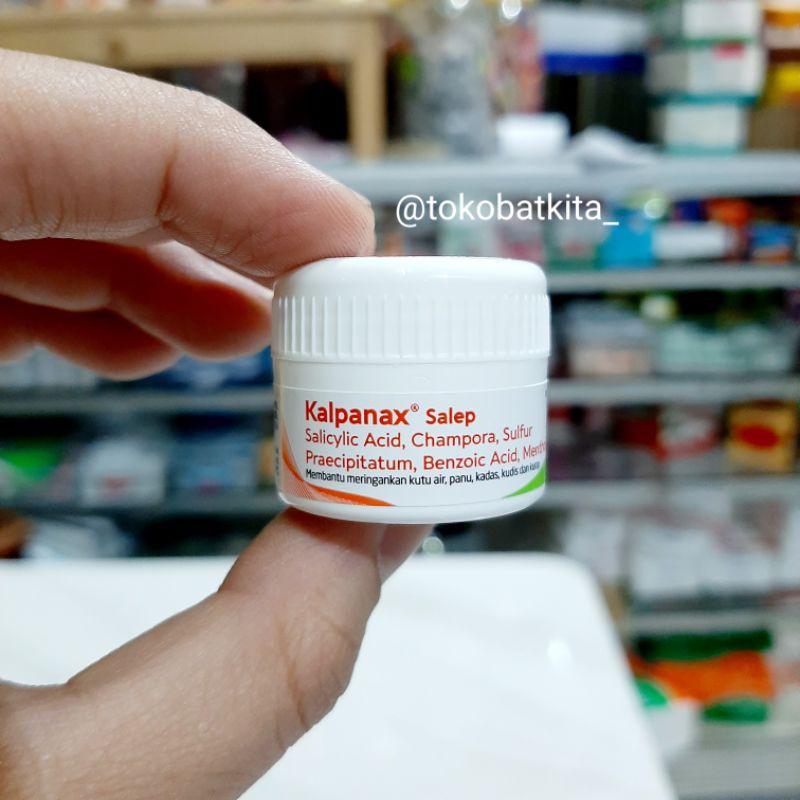 @tokobatkita_
Kalpanax® Salep
Salicylic Acid, Champora, Sulfur
Praecipitatum, Benzoic Acid,
Membantu meringankan kutu air, panu, kadas, kudis dan